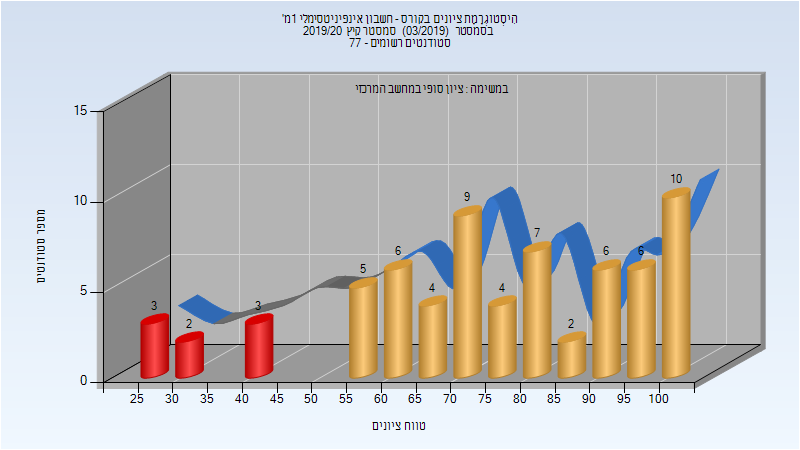 היסטוגרמת ציונים בקורס - חשבון אינפיניטסימלי 1מ'
בסמסטר (03/2019) סמסטר קיץ 2019/20
סטודנטים רשומים - 77
במשימה : ציון סופי במחשב המרכזי
מספר סטודנטים
15
10
5
0
3
2
3
5
6
4
9
4
7
2
6
6
10
25 30 35 40 45 50 55 60 65 70 75 80 85 90 95 100
טווח ציונים